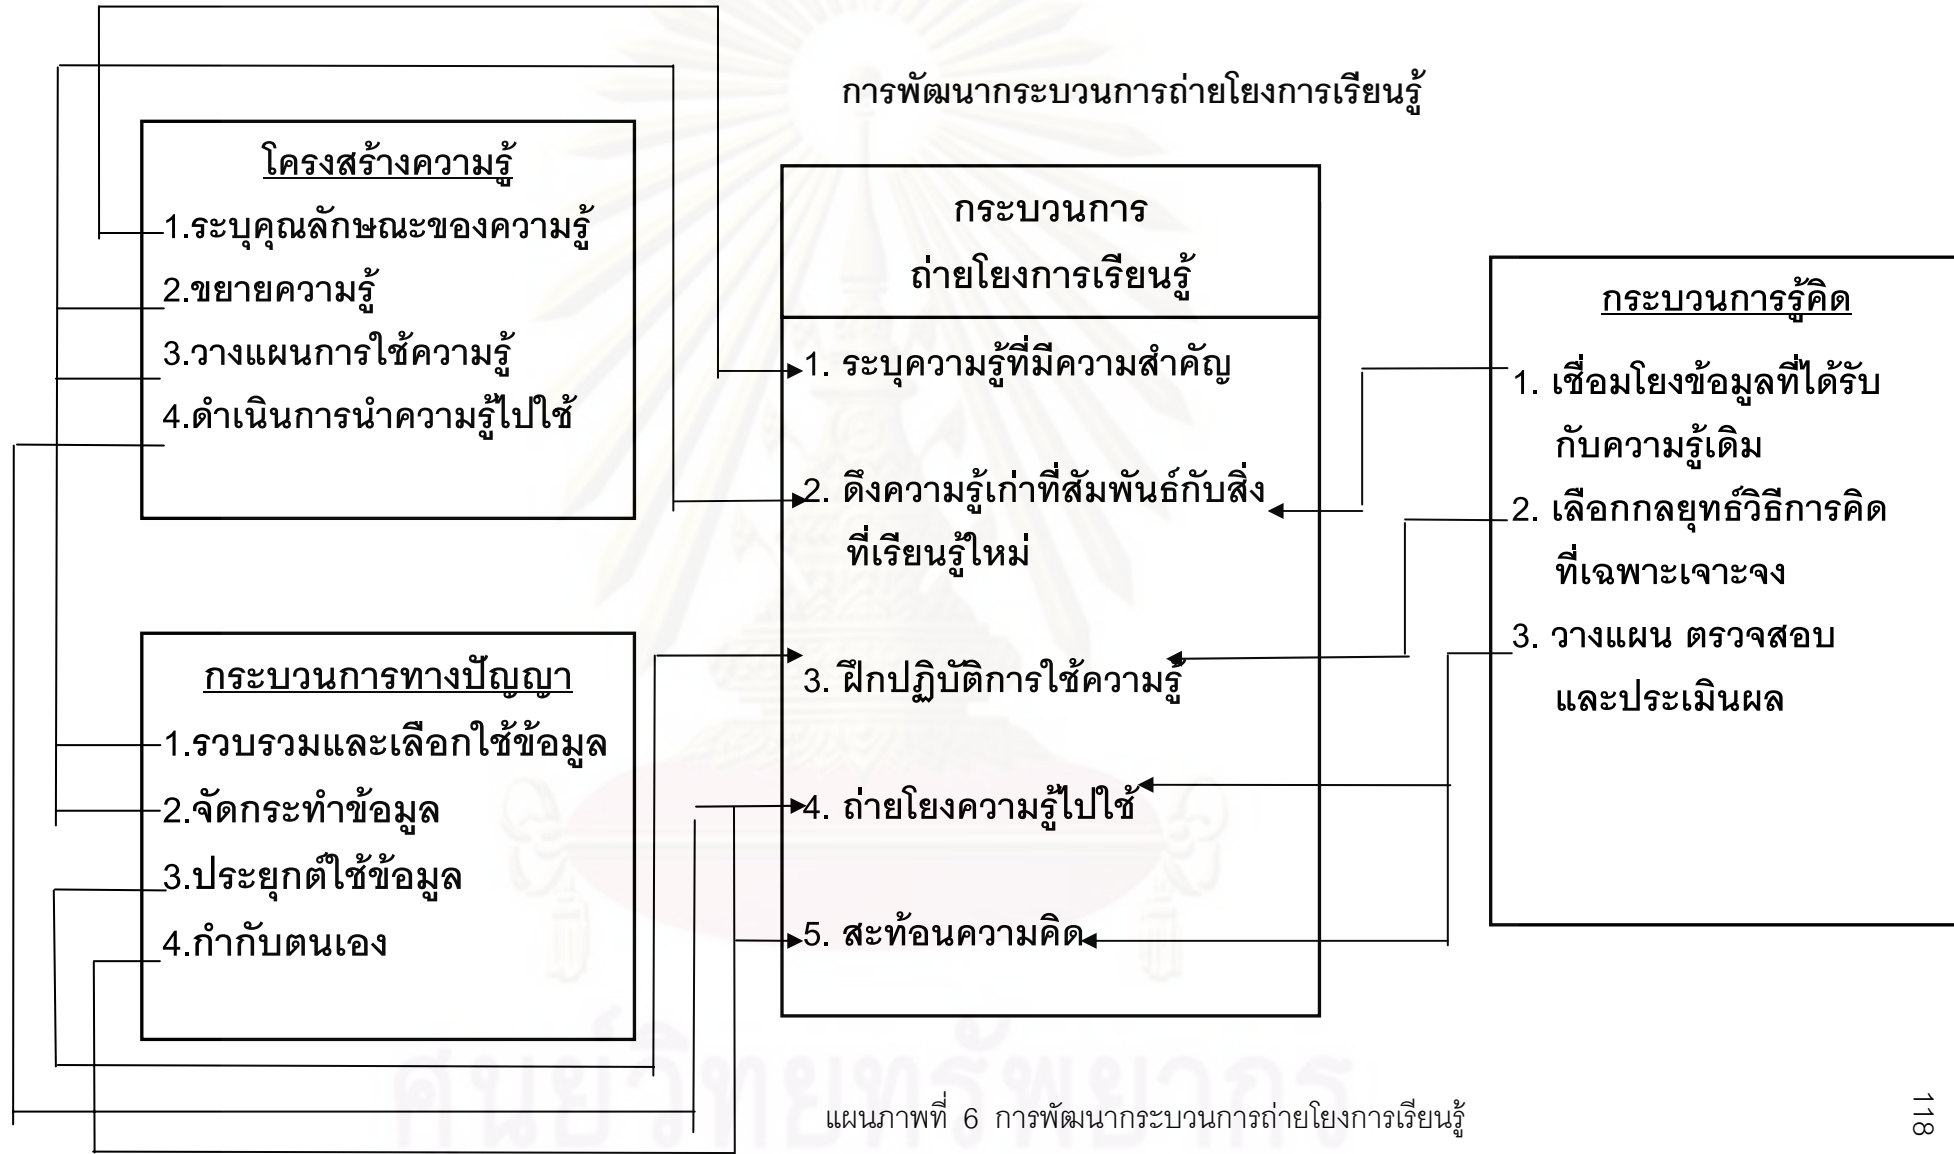 การพัฒนากระบวนการถ่ายโยงการเรียนรู้
โครงสร้างความรู้
1.ระบุคุณลักษณะของความรู้
2.ขยายความรู้
3.วางแผนการใช้ความรู้
4.ดำเนินการนำความรู้ไปใช้
กระบวนการทางปัญญา
1.รวบรวมและเลือกใช้ข้อมูล
2.จัดกระทำข้อมูล
3.ประยุกต์ใช้ข้อมูล
4.กำกับตนเอง
กระบวนการ
ถ่ายโยงการเรียนรู้
1. ระบุความรู้ที่มีความสำคัญ
2. ดึงความรู้เก่าที่สัมพันธ์กับสิ่ง
ที่เรียนรู้ใหม่
3. ฝึกปฏิบัติการใช้ความรู้
4. ถ่ายโยงความรู้ไปใช้
5. สะท้อนความคิด
กระบวนการรู้คิด
1. เชื่อมโยงข้อมูลที่ได้รับ
กับความรู้เดิม
2. เลือกกลยุทธ์วิธีการคิด
ที่เฉพาะเจาะจง
3. วางแผน ตรวจสอบ
และประเมินผล
ศูนย์วิทยทรัพยากร
แผนภาพที่ 6 การพัฒนากระบวนการถ่ายโยงการเรียนรู้
118